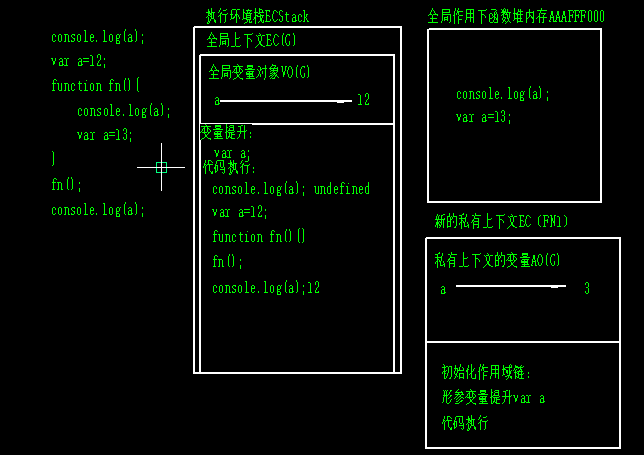 console.log(a);
var a=12;
function fn(){
console.log(a);
var a=13;
}
fn();
console.log(a);
执行环境栈ECStack
全局上下文EC(G)
全局变量对象VO(G)
a 12
变量提升:
var a;
代码执行:
console.log(a); undefined
var a=12;
function fn(){}
fn();
console.log(a);12
全局作用下函数堆内存AAAFFF000
console.log(a);
var a=13;
新的私有上下文EC (FN1)
私有上下文的变量AO(G)
a 3
初始化作用域链:
形参变量提升var a
代码执行